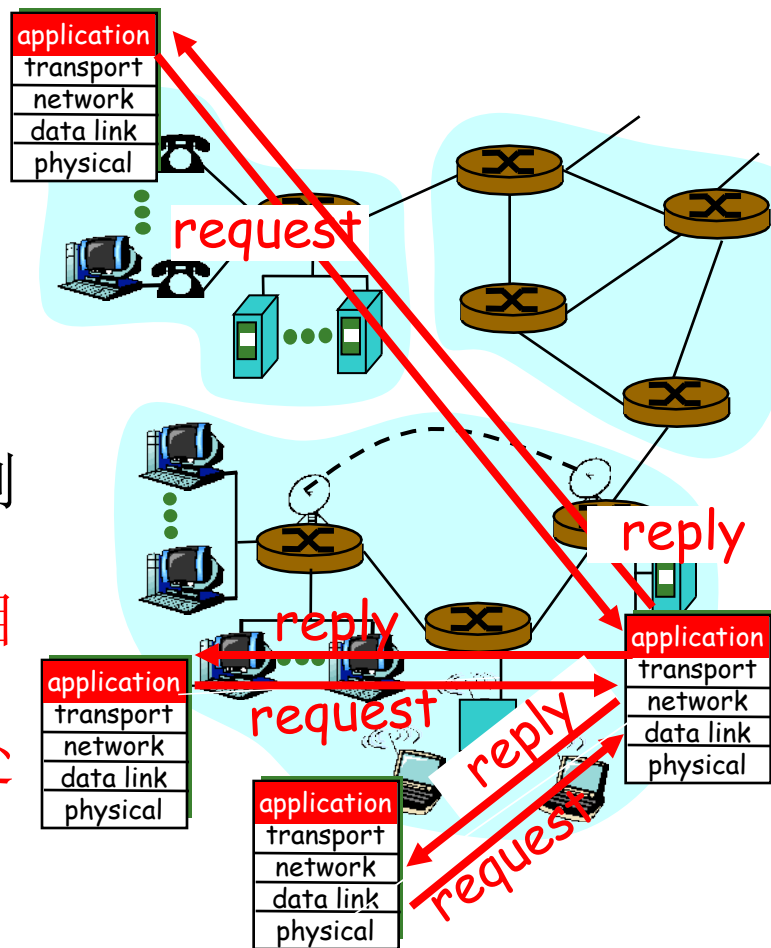 application
transport
network
data link
physical
request
reply
reply
application
transport
network
data link
physical
application
transport
network
data link
physical
request
reply
request
application
transport
network
data link
physical